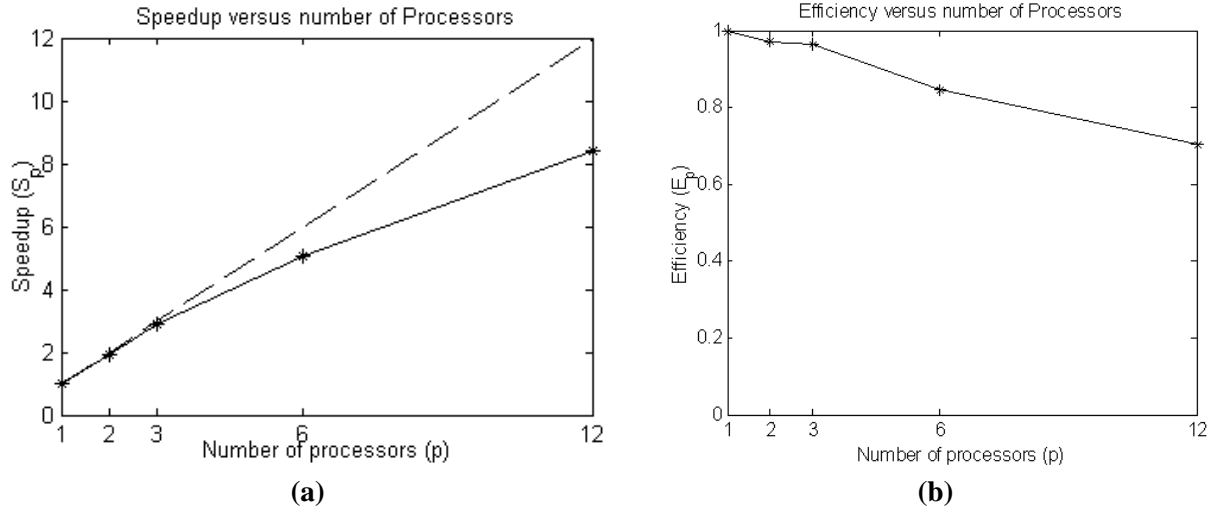 Speedup versus number of Processors
12
10
8
6
4
2
0
Speedup (S_p)
1 2 3 6 12
Number of processors (p)
(a)
Efficiency versus number of Processors
1
0.8
0.6
0.4
0.2
0
Efficiency (E_p)
1 2 3 6 12
Number of processors (p)
(b)